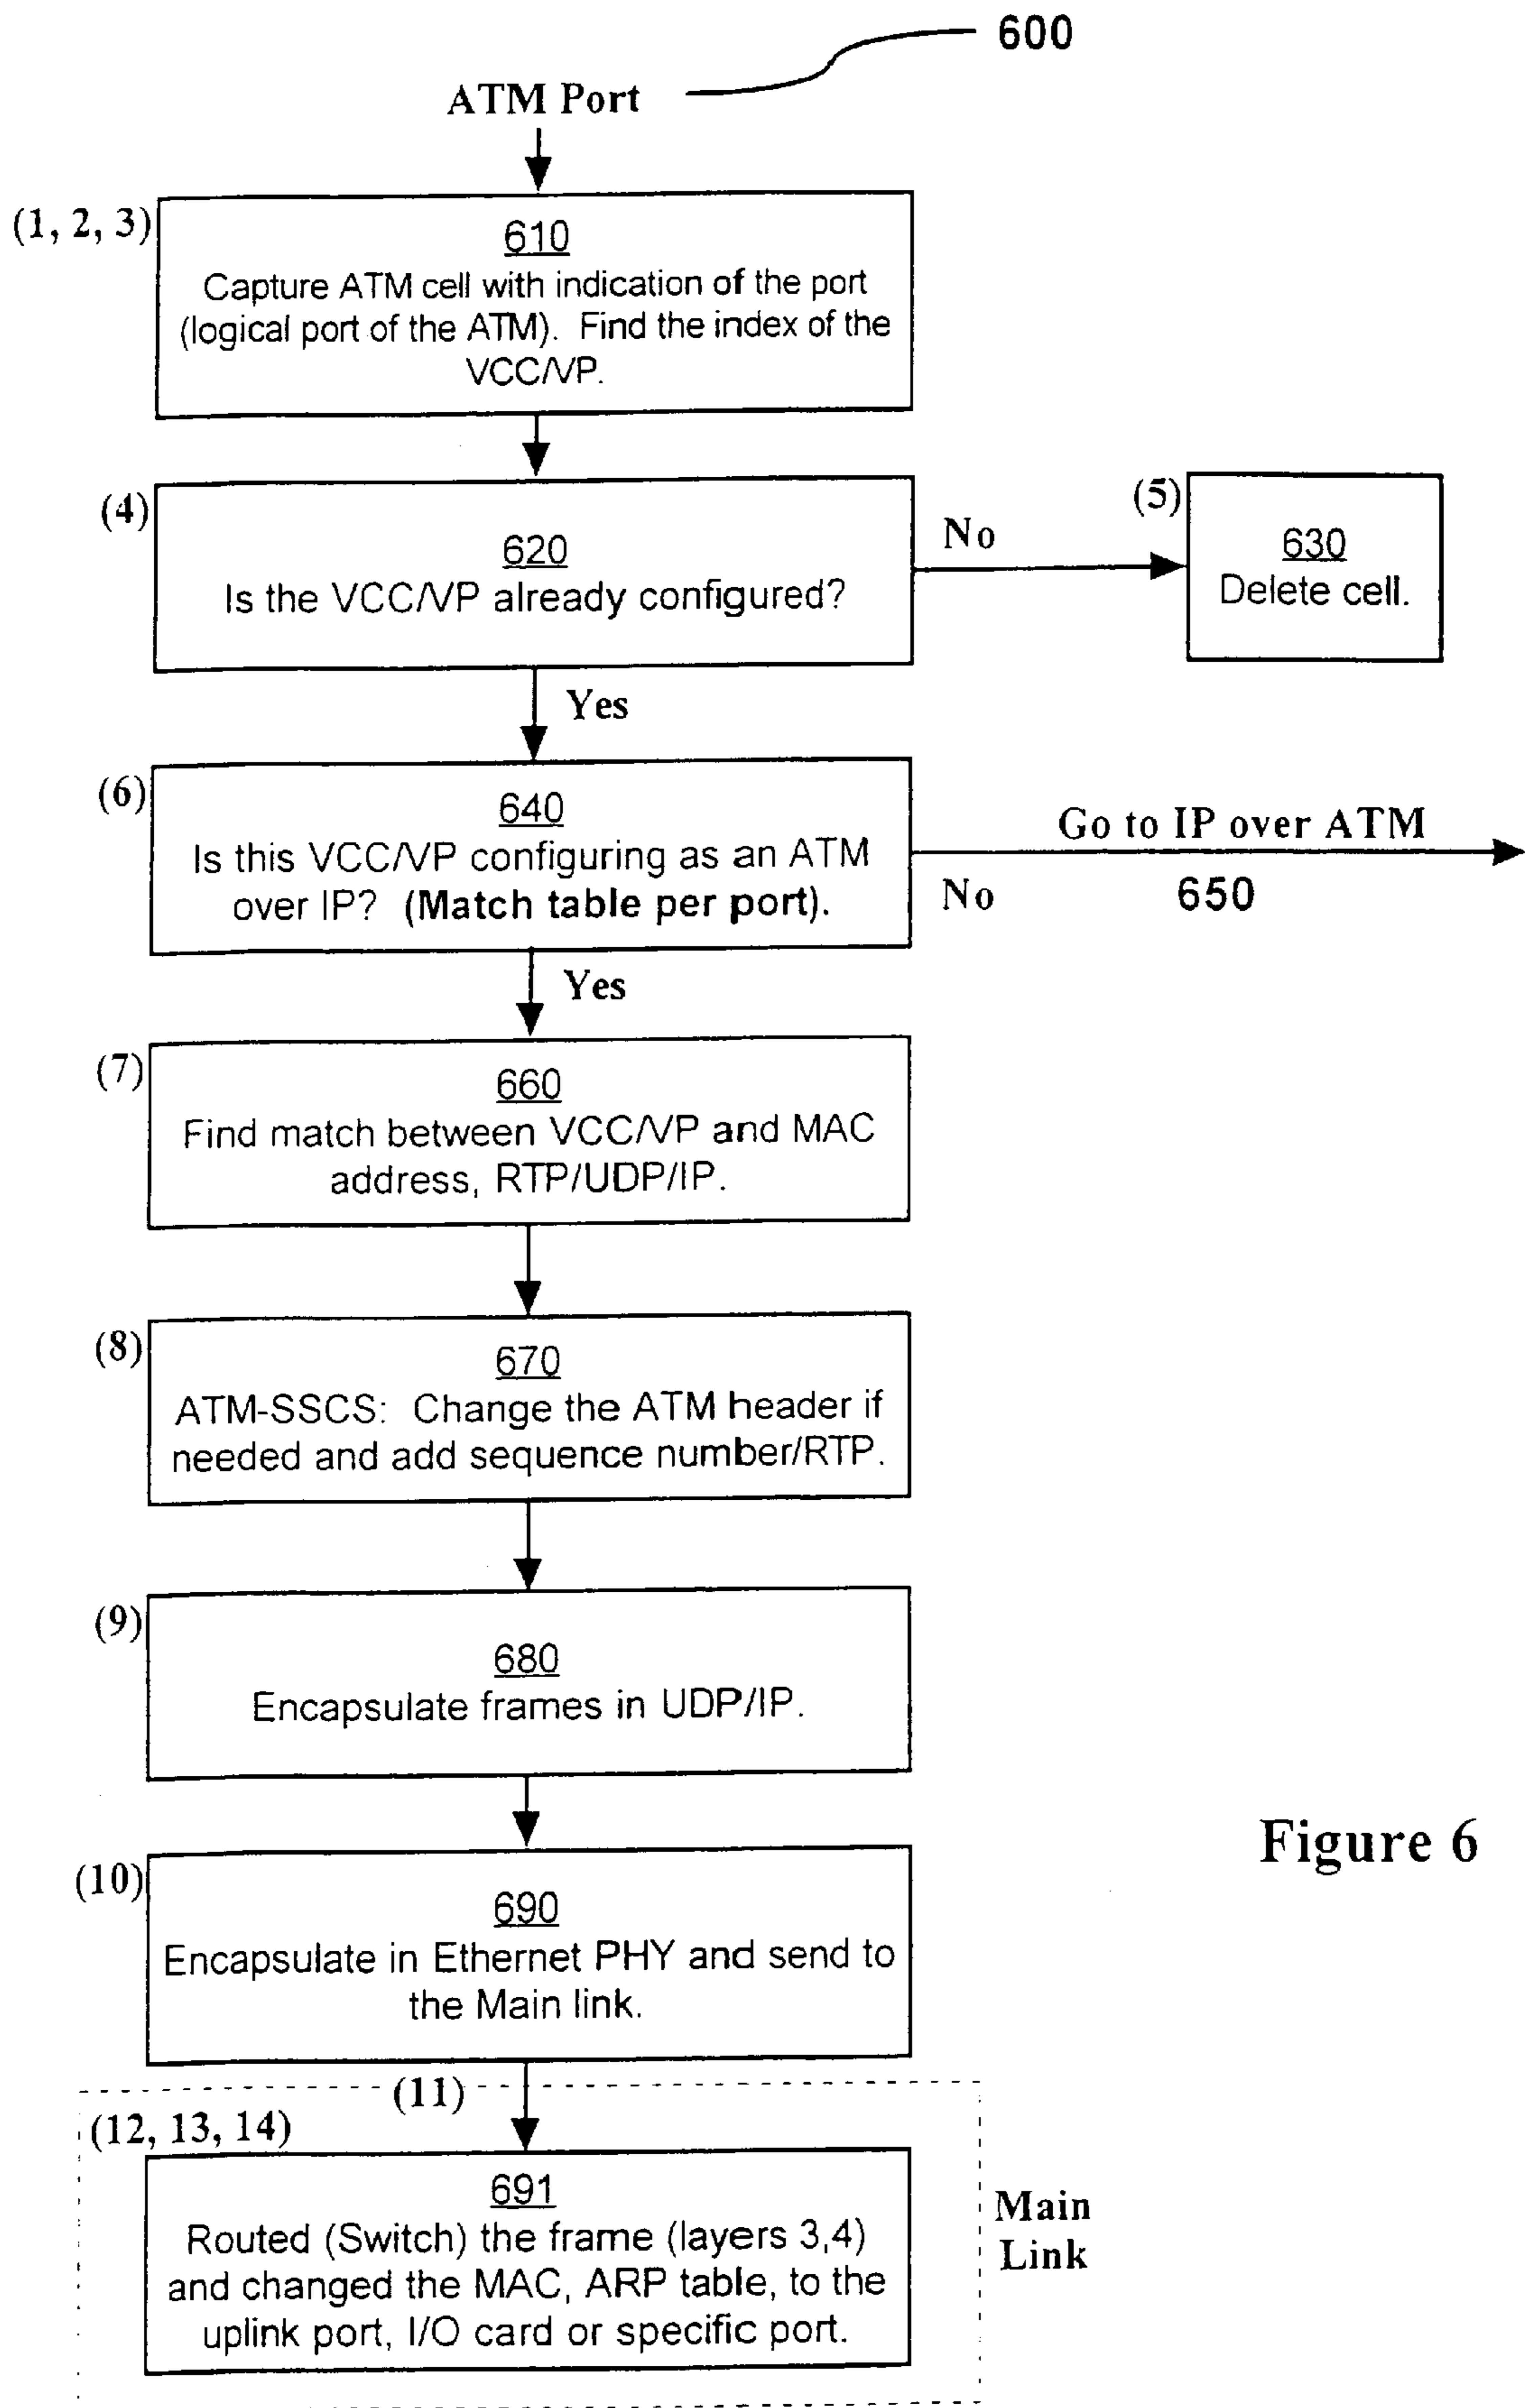 600
ATM Port
(1, 2, 3)
610
Capture ATM cell with indication of the port
(logical port of the ATM). Find the index of the
VCC/VP.
(4)
620
Is the VCC/VP already configured?
No
(5)
630
Delete cell.
Yes
(6)
640
Is this VCC/VP configuring as an ATM
over IP? (Match table per port).
Go to IP over ATM
No
650
Yes
(7)
660
Find match between VCC/VP and MAC
address, RTP/UDP/IP.
(8)
670
ATM-SSCS: Change the ATM header if
needed and add sequence number/RTP.
(9)
680
Encapsulate frames in UDP/IP.
Figure 6
(10)
690
Encapsulate in Ethernet PHY and send to
the Main link.
(11)
(12, 13, 14)
691
Routed (Switch) the frame (layers 3,4)
and changed the MAC, ARP table, to the
uplink port, I/O card or specific port.
Main
Link